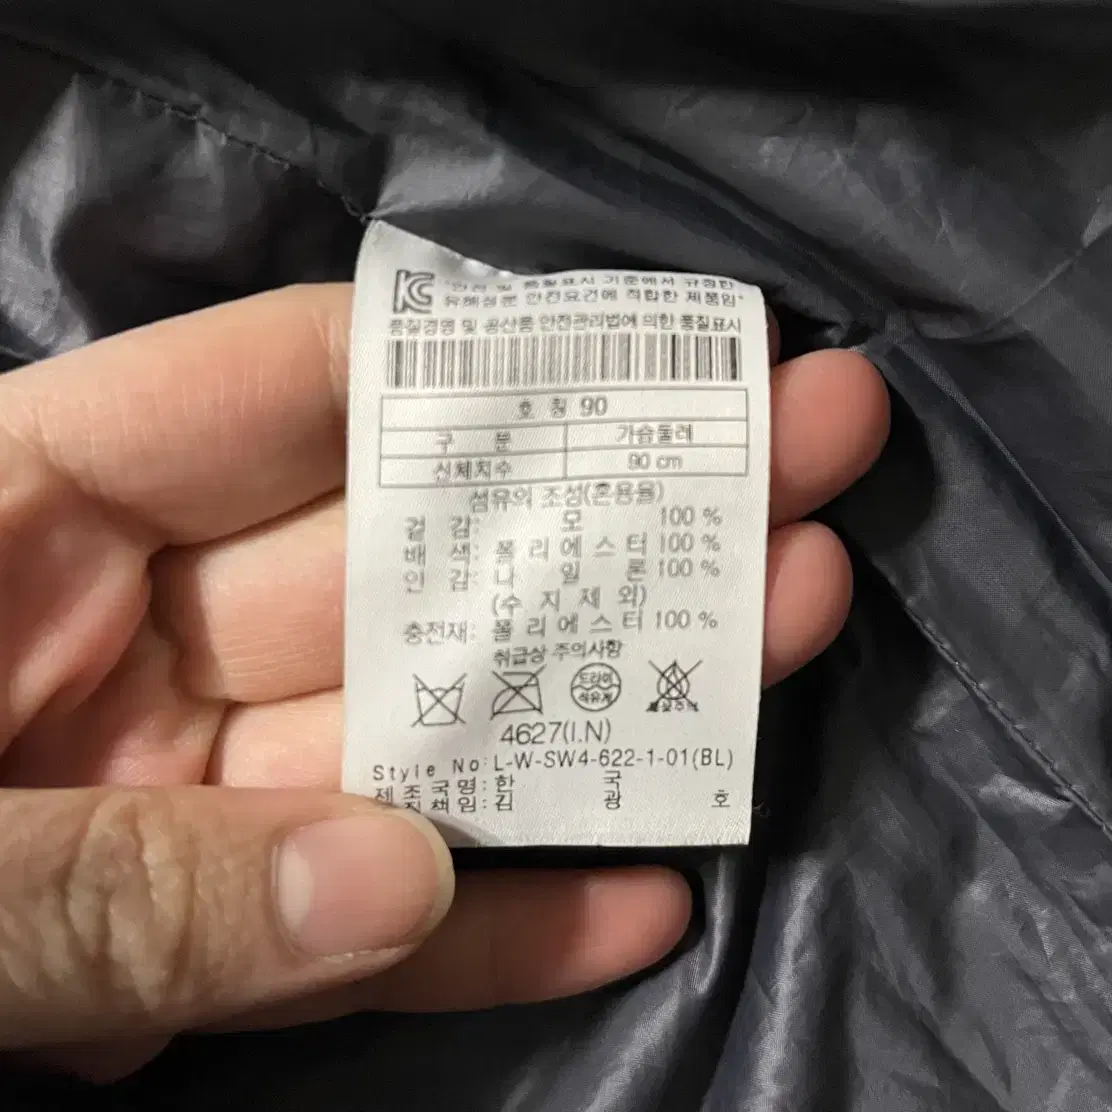 KC "안전 및 품질표시 기준에서 규정한
유해성분 안전요건에 적합한 제품임"
품질경영 및 공산품 안전관리법에 의한 품질표시
호 칭 90
구 분 가슴둘레
신체치수 90 cm
섬유의 조성(혼용율)
겉 감: 모 100 %
배 색: 폴 리 에 스 터 100 %
안 감: 나 일 론 100 %
(수 지 제 외)
충전재: 폴 리 에 스 터 100 %
취급상 주의사항
드라이
석유계
4627(I.N)
Style No:L-W-SW4-622-1-01(BL)
제 조 국 명:한 국
책 임:김 광 호